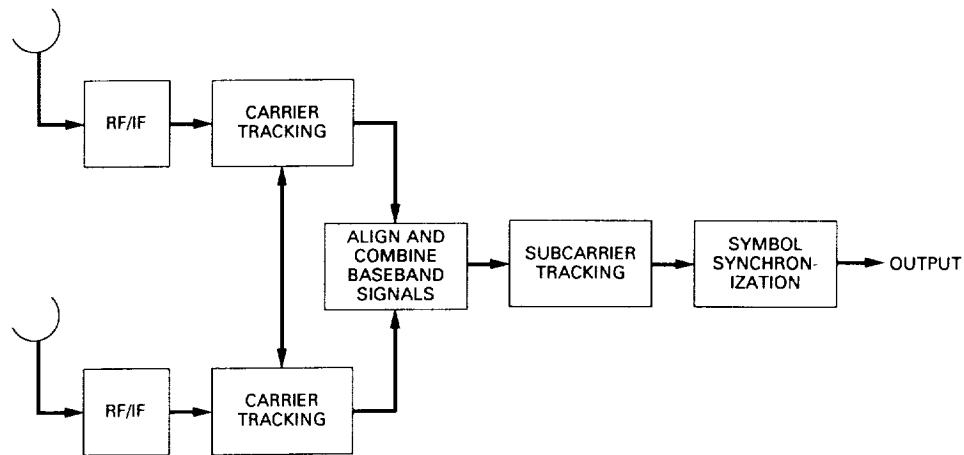 RF/IF
CARRIER
TRACKING
ALIGN AND
COMBINE
BASEBAND
SIGNALS
SUBCARRIER
TRACKING
SYMBOL
SYNCHRON-
IZATION
OUTPUT
RF/IF
CARRIER
TRACKING